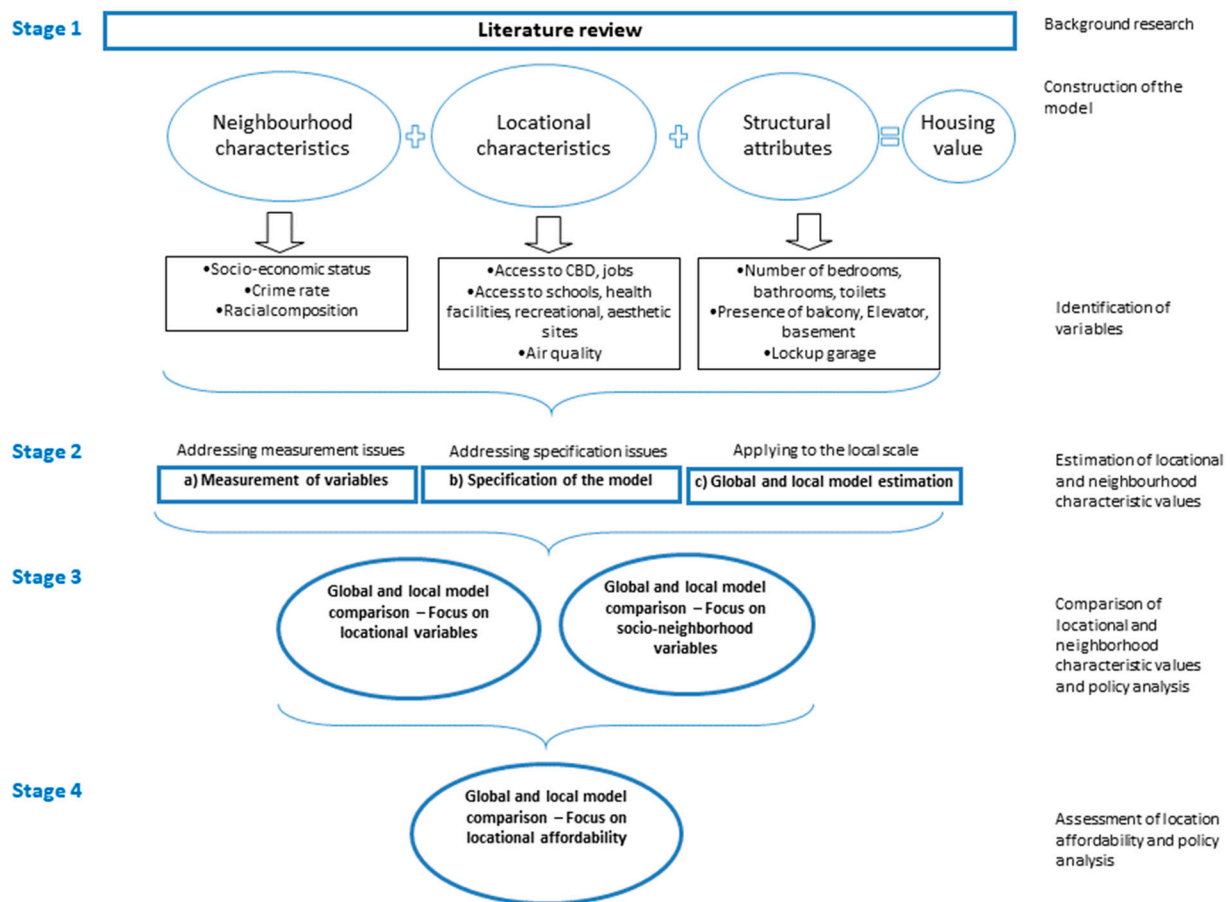 Stage 1
Literature review
Background research
Construction of the
model
Neighbourhood
characteristics
Locational
characteristics
Structural
attributes
Housing
value
•Socio-economic status
•Crime rate
•Racial composition
•Access to CBD, jobs
•Access to schools, health
facilities, recreational, aesthetic
sites
•Air quality
•Number of bedrooms,
bathrooms, toilets
•Presence of balcony, Elevator,
basement
•Lockup garage
Identification of
variables
Stage 2
Addressing measurement issues
a) Measurement of variables
Addressing specification issues
b) Specification of the model
Applying to the local scale
c) Global and local model estimation
Estimation of locational
and neighbourhood
characteristic values
Stage 3
Global and local model
comparison – Focus on
locational variables
Global and local model
comparison – Focus on
socio-neighborhood
variables
Comparison of
locational and
neighborhood
characteristic values
and policy analysis
Stage 4
Global and local model
comparison – Focus on
locational affordability
Assessment of location
affordability and policy
analysis